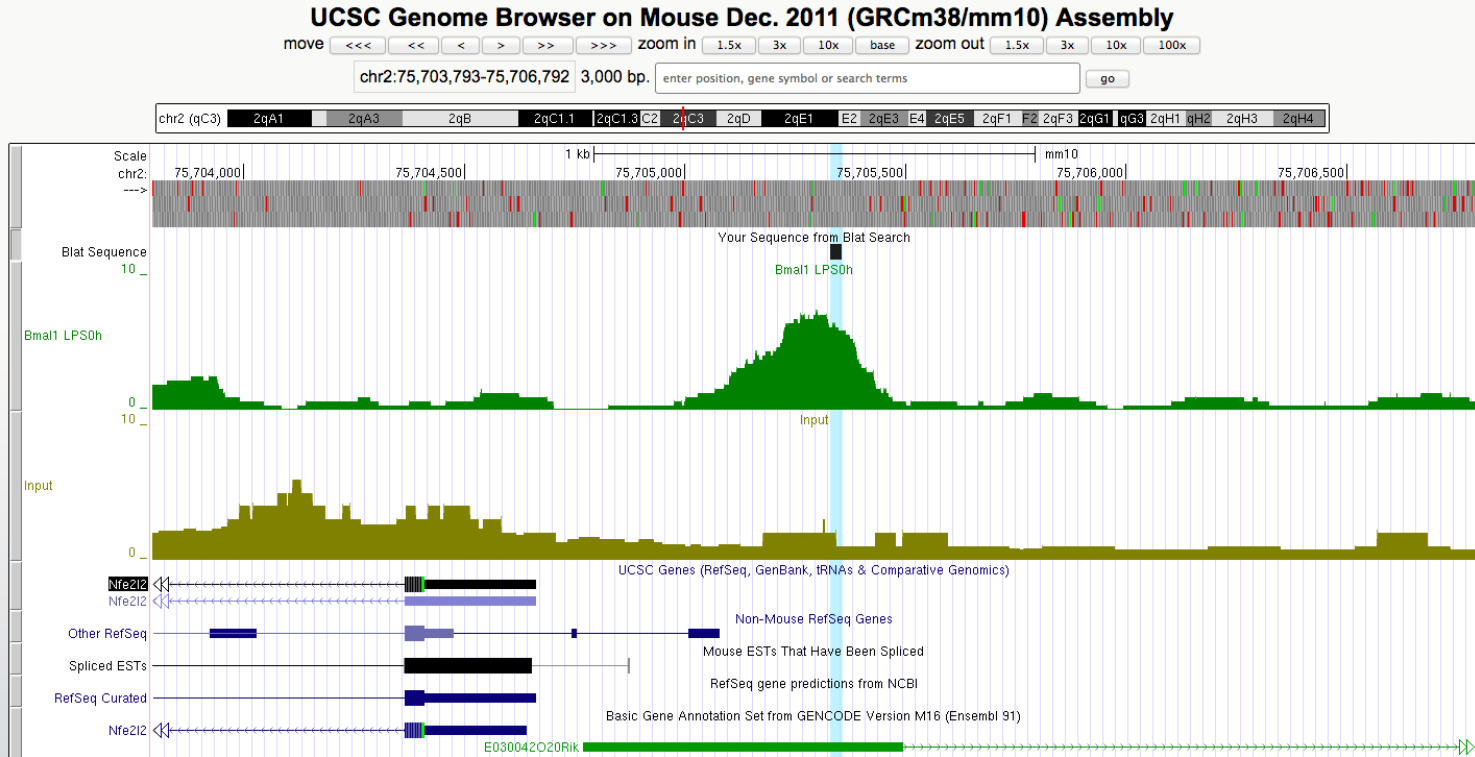 UCSC Genome Browser on Mouse Dec. 2011 (GRCm38/mm10) Assembly
move <<< << < > >> >>> zoom in 1.5x 3x 10x base zoom out 1.5x 3x 10x 100x
chr2:75,703,793-75,706,792 3,000 bp. enter position, gene symbol or search terms go
chr2 (qC3) 2qA1 2qA3 2qB 2qC1.1 2qC1.3 C2 2qC3 2qD 2qE1 E2 2qE3 E4 2qE5 2qF1 F2 2qF3 2qG1 qG3 2qH1 qH2 2qH3 2qH4
Scale 1 kb mm10
chr2: 75,704,000 75,704,500 75,705,000 75,705,500 75,706,000 75,706,500
--->
Your Sequence from Blat Search
Blat Sequence
10 _ Bmal1 LPS0h
Bmal1 LPS0h
0 _
10 _ Input
Input
0 _
UCSC Genes (RefSeq, GenBank, tRNAs & Comparative Genomics)
Nfe2l2
Nfe2l2
Non-Mouse RefSeq Genes
Other RefSeq
Mouse ESTs That Have Been Spliced
Spliced ESTs
RefSeq gene predictions from NCBI
RefSeq Curated
Basic Gene Annotation Set from GENCODE Version M16 (Ensembl 91)
Nfe2l2
E030042O20Rik